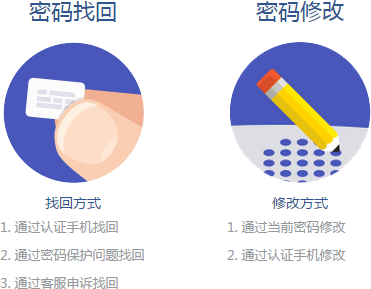 密码找回
密码修改
找回方式
修改方式
1. 通过认证手机找回
1. 通过当前密码修改
2. 通过密码保护问题找回
2. 通过认证手机修改
3. 通过客服申诉找回